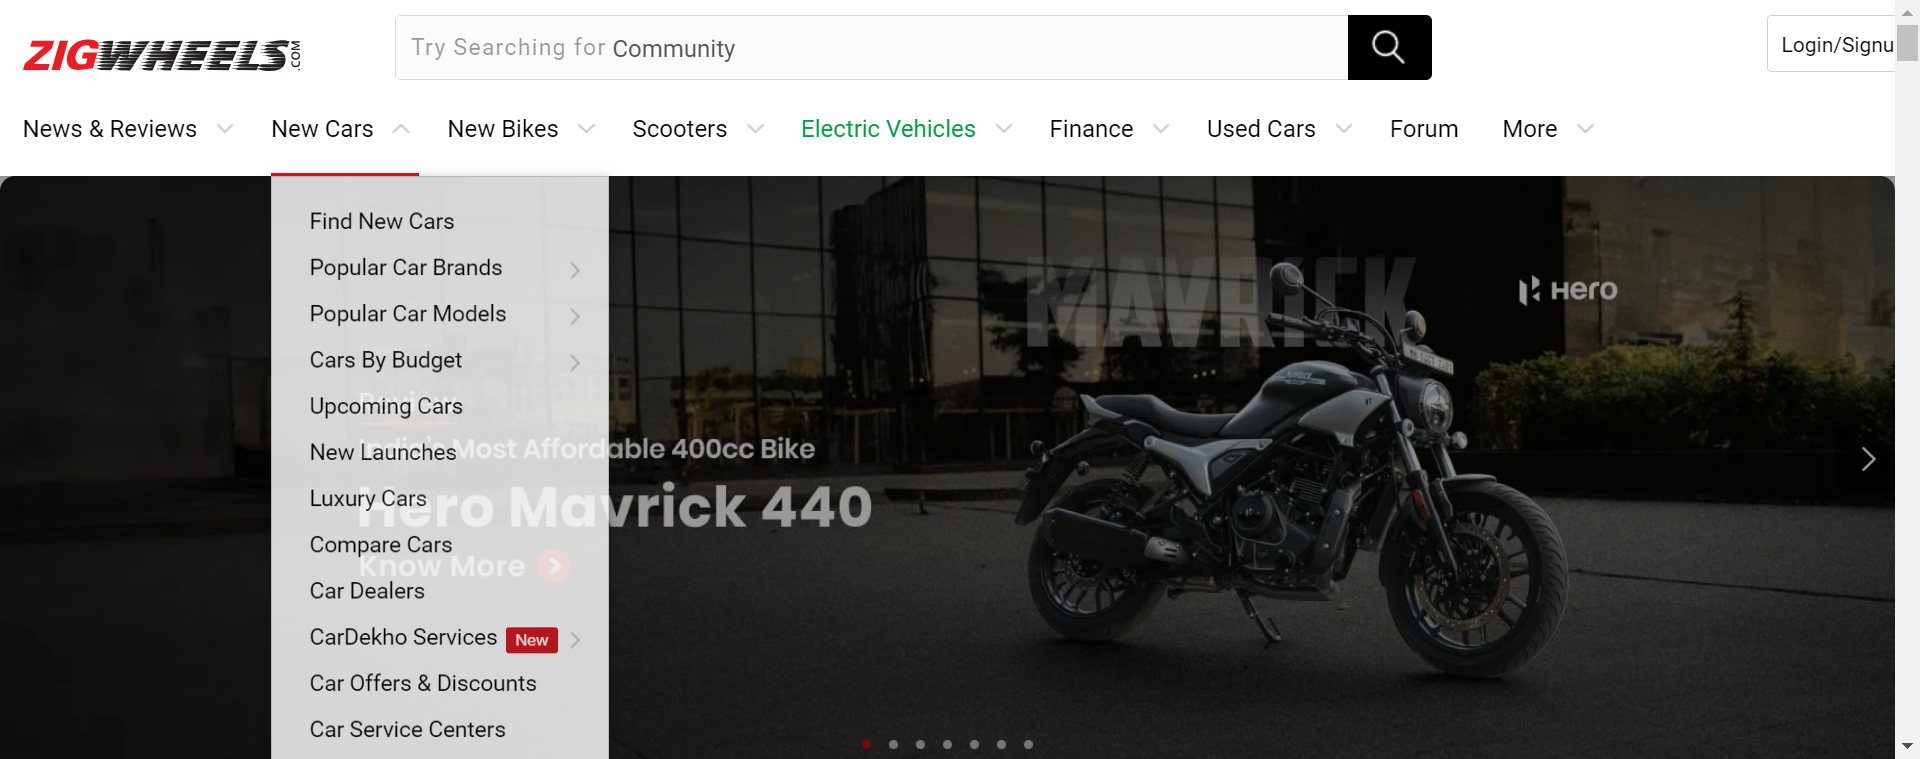 ZIGWHEELS.COM
Try Searching for Community
Login/Signu
News & Reviews New Cars New Bikes Scooters Electric Vehicles Finance Used Cars Forum More
Find New Cars
Popular Car Brands
Popular Car Models
Cars By Budget
Upcoming Cars
New Launches
Luxury Cars
Compare Cars
Car Dealers
CarDekho Services New
Car Offers & Discounts
Car Service Centers
Review
India's Most Affordable 400cc Bike
Hero Mavrick 440
Know More
MAVRICK
Hero